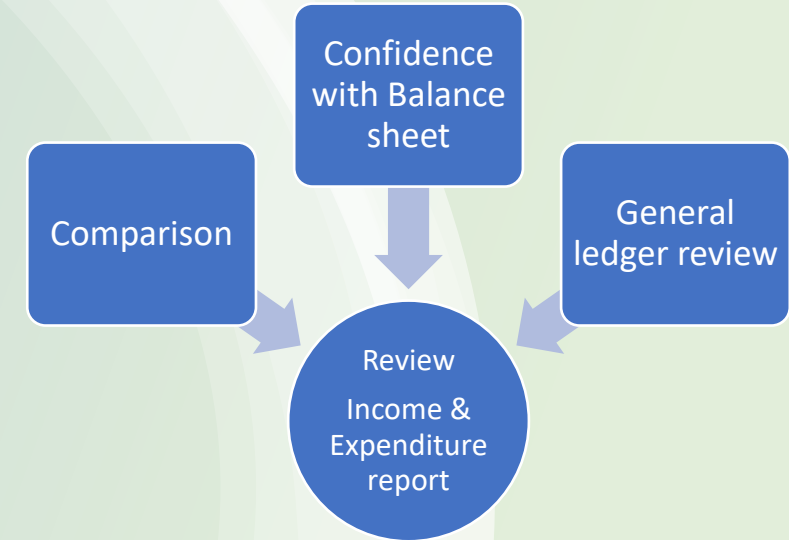 Confidence
with Balance
sheet
Comparison
General
ledger review
Review
Income &
Expenditure
report